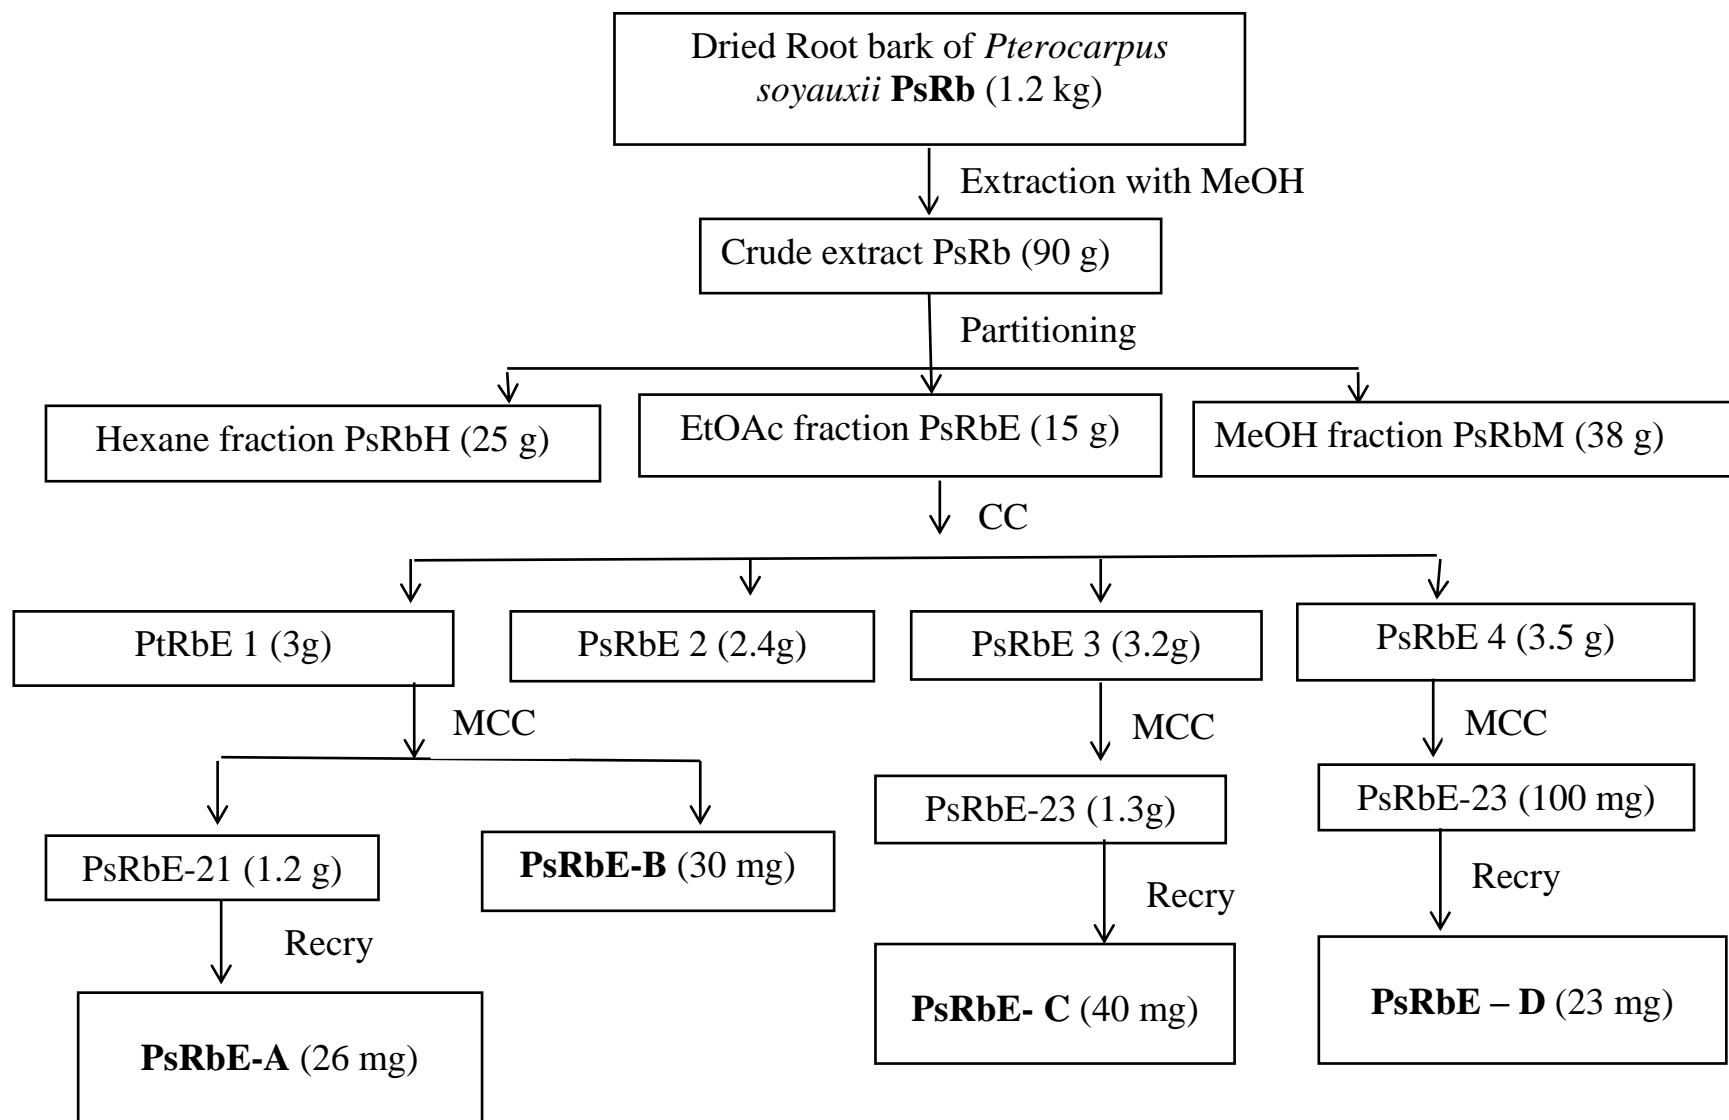 Dried Root bark of Pterocarpus
soyauxii PsRb (1.2 kg)
Extraction with MeOH
Crude extract PsRb (90 g)
Partitioning
Hexane fraction PsRbH (25 g)
EtOAc fraction PsRbE (15 g)
MeOH fraction PsRbM (38 g)
CC
PtRbE 1 (3g)
PsRbE 2 (2.4g)
PsRbE 3 (3.2g)
PsRbE 4 (3.5 g)
MCC
MCC
MCC
PsRbE-21 (1.2 g)
PsRbE-B (30 mg)
PsRbE-23 (1.3g)
PsRbE-23 (100 mg)
Recry
Recry
Recry
PsRbE-A (26 mg)
PsRbE- C (40 mg)
PsRbE – D (23 mg)